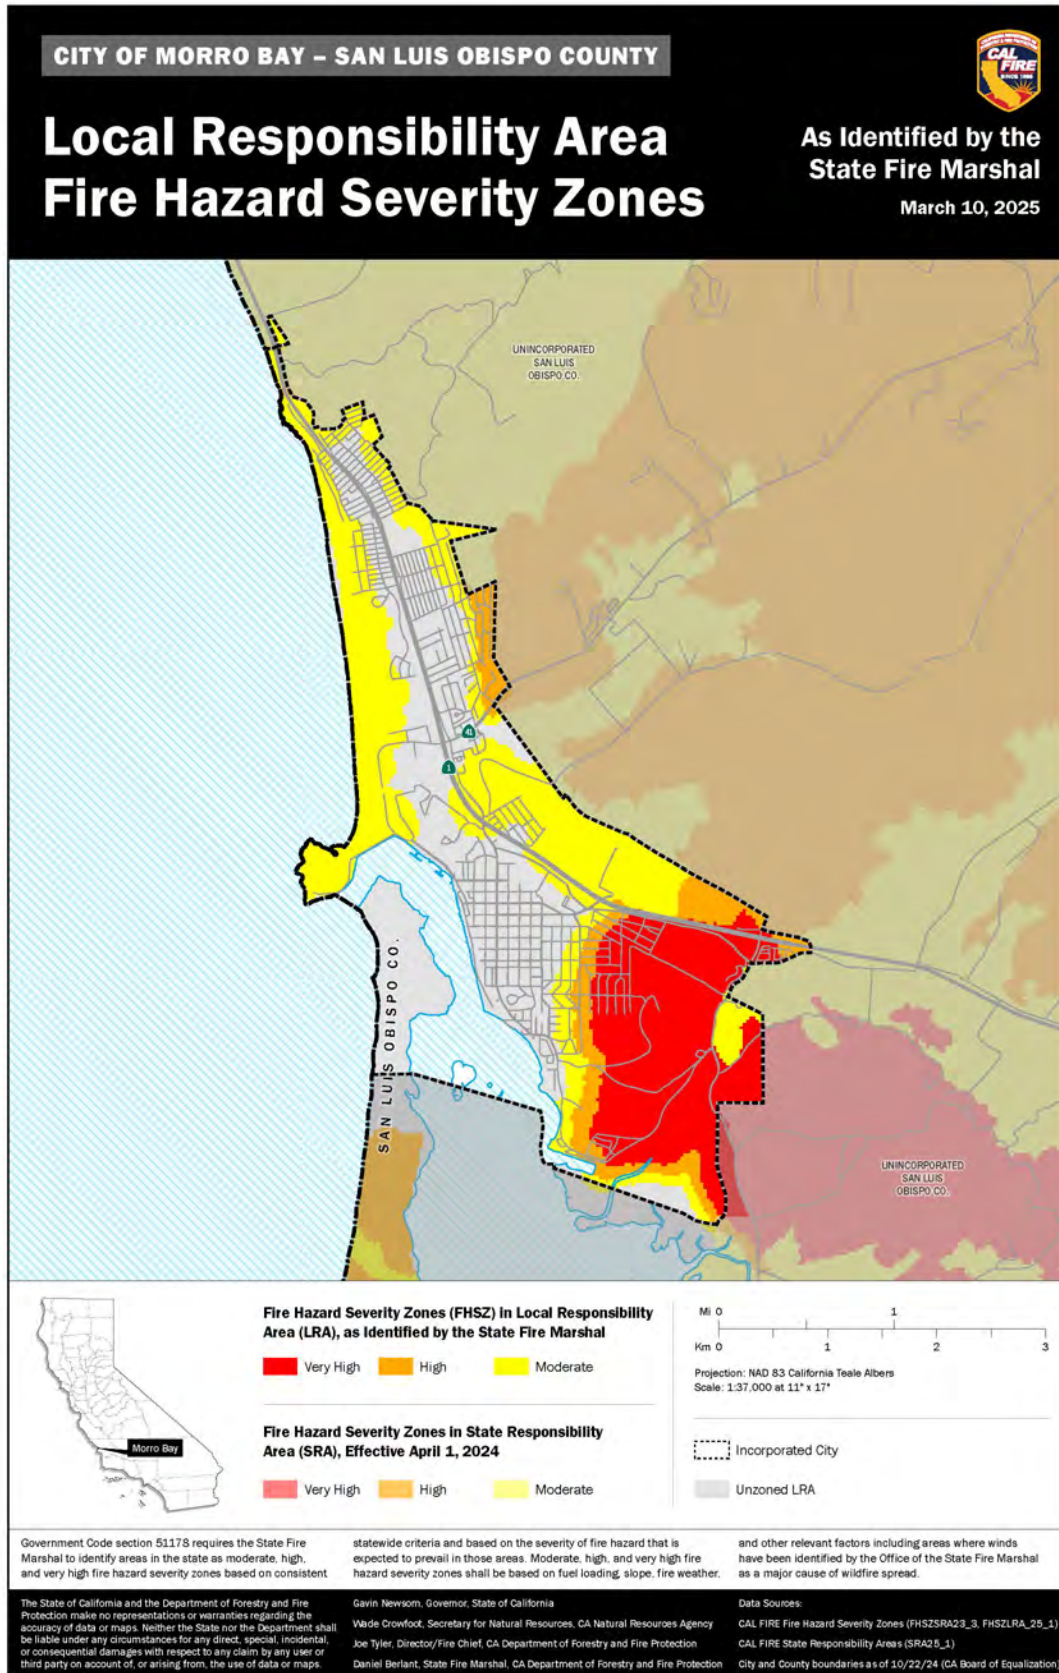 CITY OF MORRO BAY – SAN LUIS OBISPO COUNTY
CAL
FIRE
SINCE 1885
Local Responsibility Area
Fire Hazard Severity Zones
As Identified by the
State Fire Marshal
March 10, 2025
UNINCORPORATED
SAN LUIS
OBISPO CO.
41
1
SAN LUIS OBISPO CO.
UNINCORPORATED
SAN LUIS
OBISPO CO.
Morro Bay
Fire Hazard Severity Zones (FHSZ) in Local Responsibility
Area (LRA), as Identified by the State Fire Marshal
Very High High Moderate
Fire Hazard Severity Zones in State Responsibility
Area (SRA), Effective April 1, 2024
Very High High Moderate
Mi 0 1
Km 0 1 2 3
Projection: NAD 83 California Teale Albers
Scale: 1:37,000 at 11" x 17"
Incorporated City
Unzoned LRA
Government Code section 51178 requires the State Fire
Marshal to identify areas in the state as moderate, high,
and very high fire hazard severity zones based on consistent
statewide criteria and based on the severity of fire hazard that is
expected to prevail in those areas. Moderate, high, and very high fire
hazard severity zones shall be based on fuel loading, slope, fire weather,
and other relevant factors including areas where winds
have been identified by the Office of the State Fire Marshal
as a major cause of wildfire spread.
The State of California and the Department of Forestry and Fire
Protection make no representations or warranties regarding the
accuracy of data or maps. Neither the State nor the Department shall
be liable under any circumstances for any direct, special, incidental,
or consequential damages with respect to any claim by any user or
third party on account of, or arising from, the use of data or maps.
Gavin Newsom, Governor, State of California
Wade Crowfoot, Secretary for Natural Resources, CA Natural Resources Agency
Joe Tyler, Director/Fire Chief, CA Department of Forestry and Fire Protection
Daniel Berlant, State Fire Marshal, CA Department of Forestry and Fire Protection
Data Sources:
CAL FIRE Fire Hazard Severity Zones (FHSZSRA23_3, FHSZLRA_25_1)
CAL FIRE State Responsibility Areas (SRA25_1)
City and County boundaries as of 10/22/24 (CA Board of Equalization)